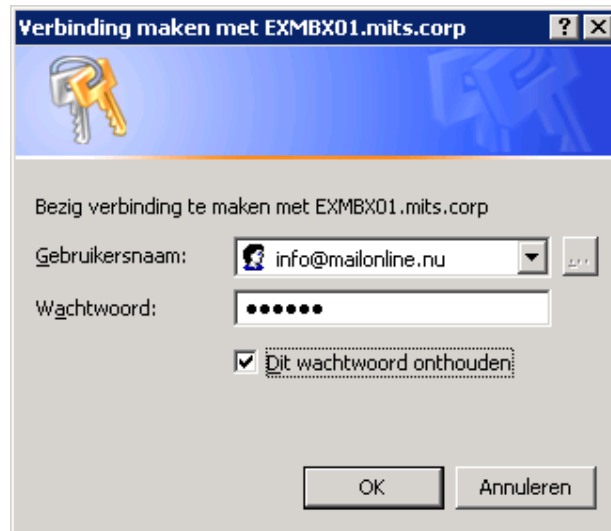 Verbinding maken met EXMBX01.mits.corp
Bezig verbinding te maken met EXMBX01.mits.corp
Gebruikersnaam: info@mailonline.nu ...
Wachtwoord: ●●●●●●
Dit wachtwoord onthouden
OK Annuleren